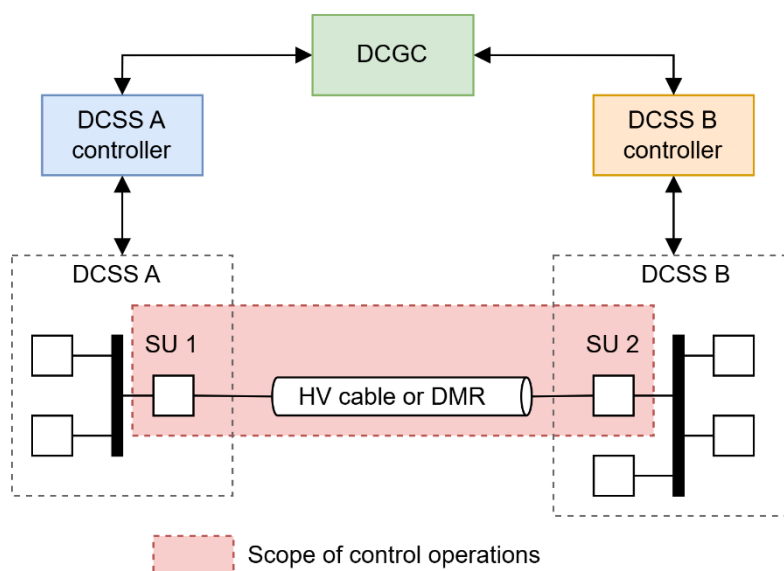 DCGC
DCSS A
controller
DCSS B
controller
DCSS A
DCSS B
SU 1
SU 2
HV cable or DMR
Scope of control operations